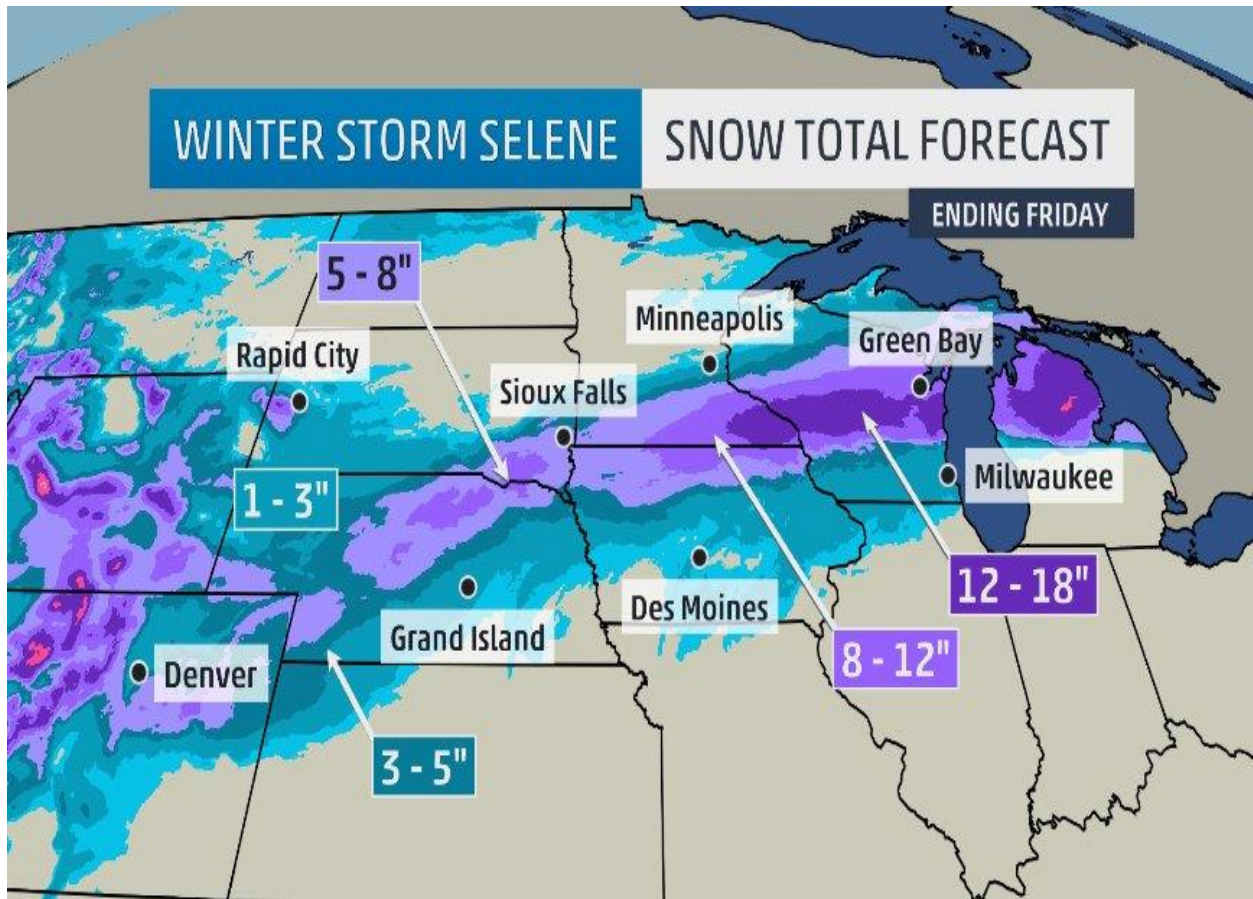 WINTER STORM SELENE
SNOW TOTAL FORECAST
ENDING FRIDAY
5 - 8"
Minneapolis
Green Bay
Rapid City
Sioux Falls
1 - 3"
Milwaukee
12 - 18"
Des Moines
Grand Island
8 - 12"
Denver
3 - 5"